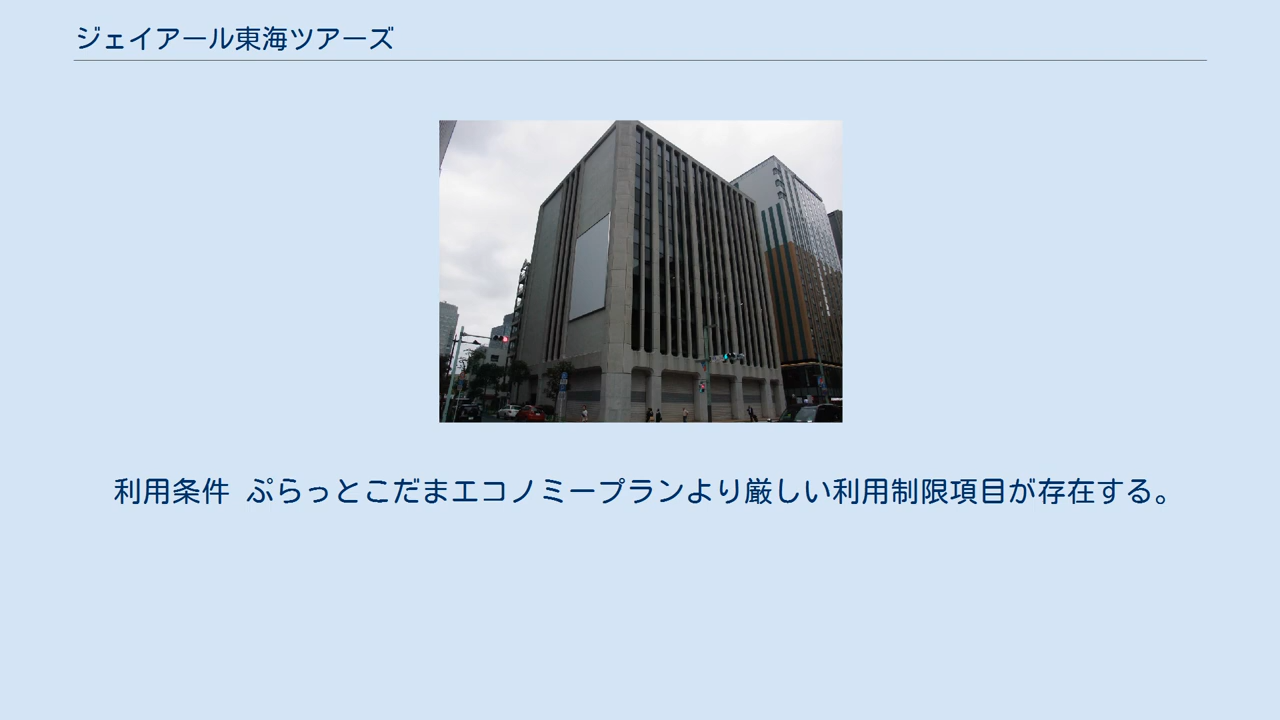 ジェイアール東海ツアーズ
利用条件 ぷらっとこだまエコノミープランより厳しい利用制限項目が存在する。